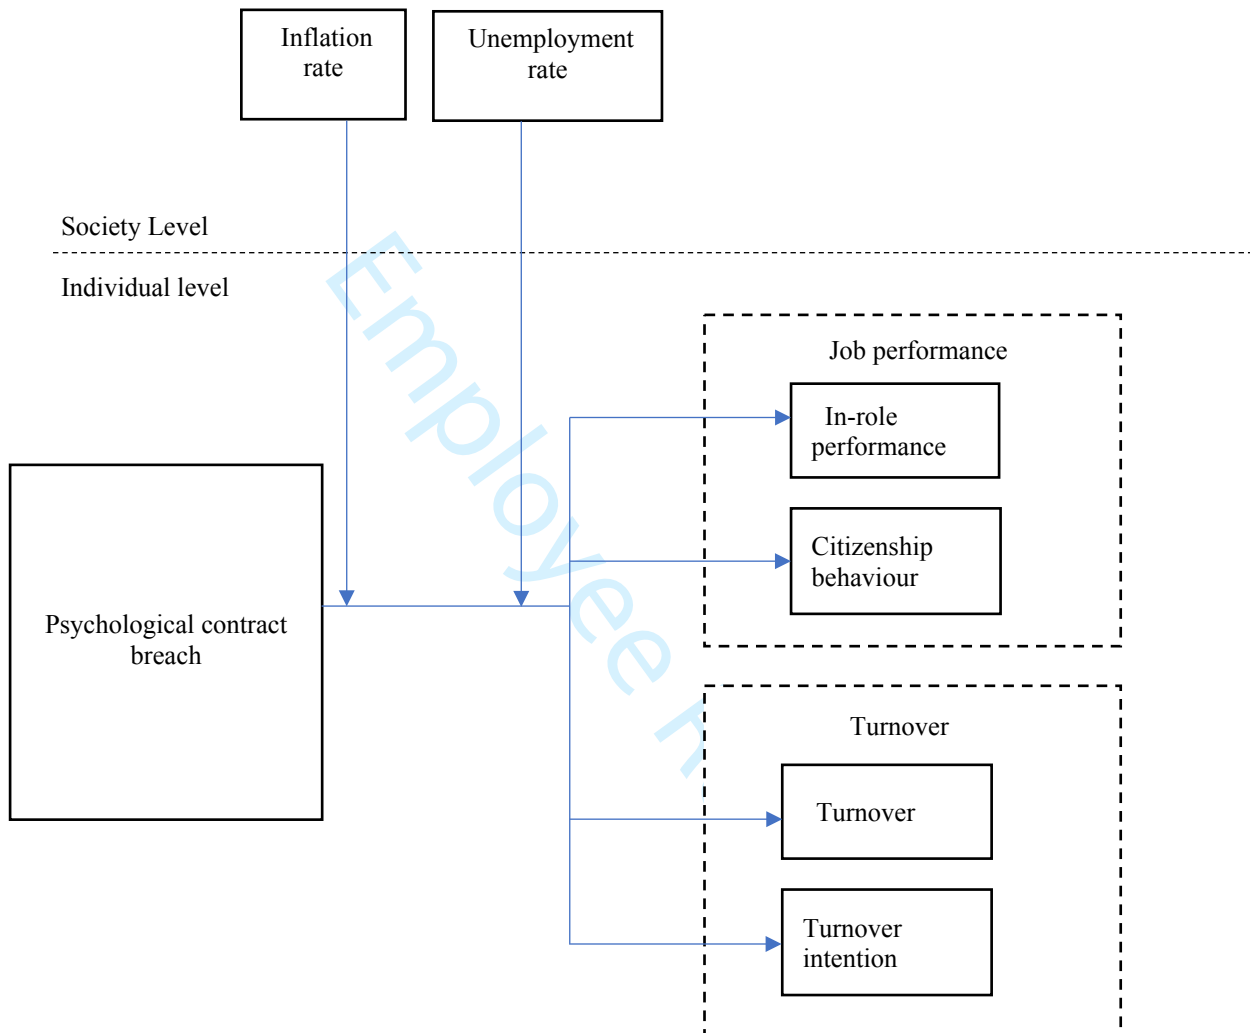 Inflation
rate
Unemployment
rate
Society Level
Individual level
Job performance
In-role
performance
Citizenship
behaviour
Psychological contract
breach
Turnover
Turnover
Turnover
intention
Employee